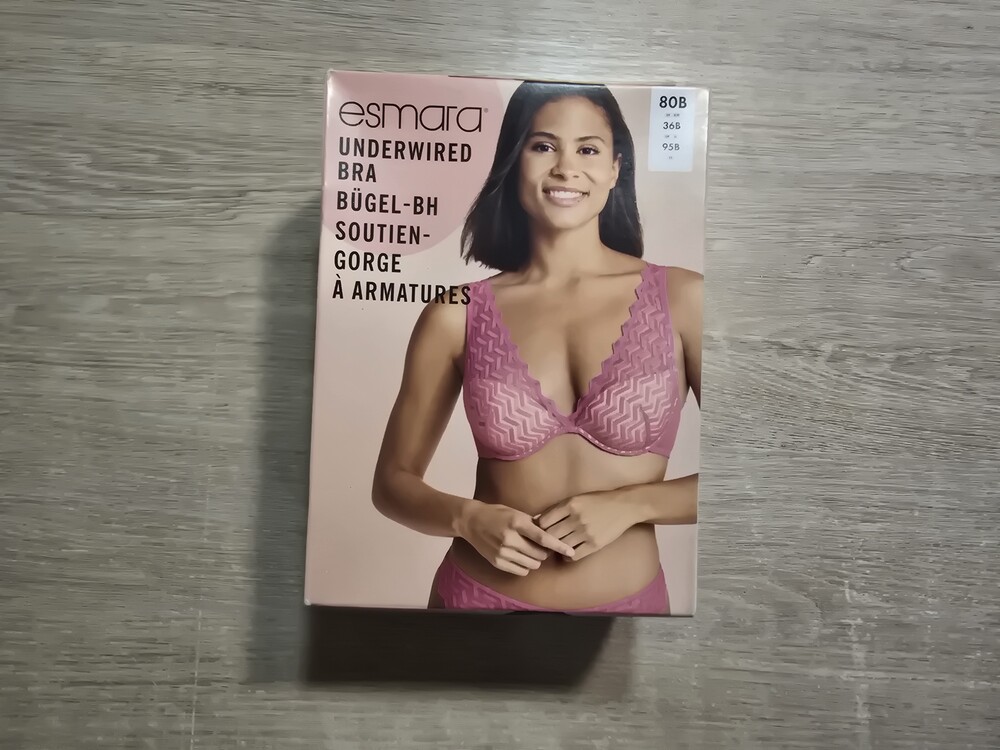 esmara®
UNDERWIRED
BRA
BÜGEL-BH
SOUTIEN-
GORGE
À ARMATURES
80B
36B
95B